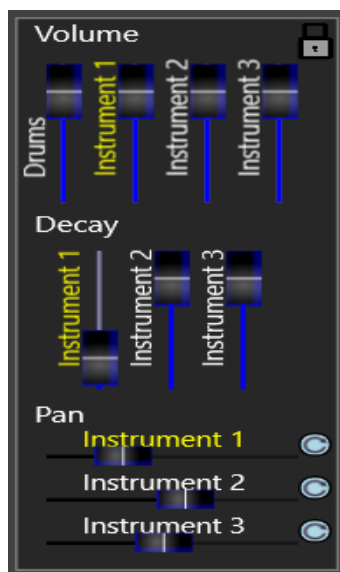 Volume
Drums
Instrument 1
Instrument 2
Instrument 3
Decay
Instrument 1
Instrument 2
Instrument 3
Pan
Instrument 1
Instrument 2
Instrument 3